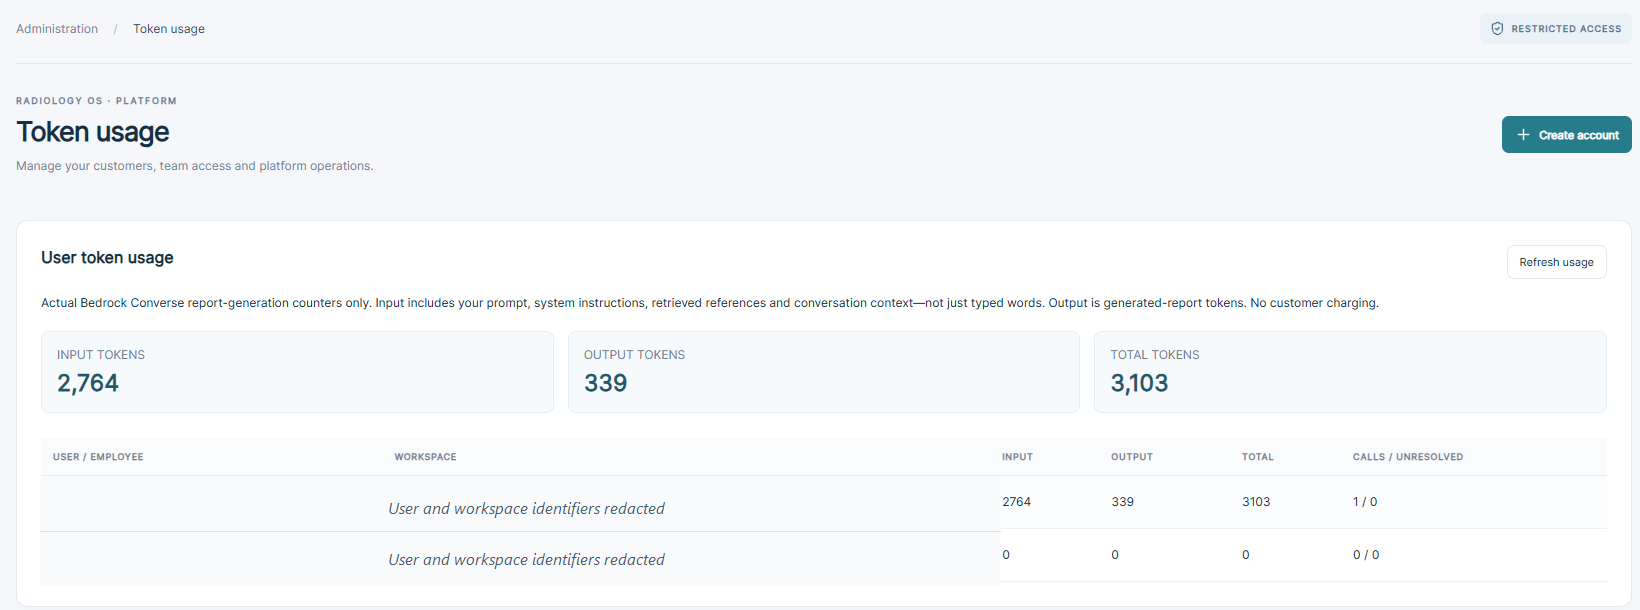 Administration / Token usage
RESTRICTED ACCESS
RADIOLOGY OS · PLATFORM
Token usage
Create account
Manage your customers, team access and platform operations.
User token usage
Refresh usage
Actual Bedrock Converse report-generation counters only. Input includes your prompt, system instructions, retrieved references and conversation context—not just typed words. Output is generated-report tokens. No customer charging.
INPUT TOKENS
2,764
OUTPUT TOKENS
339
TOTAL TOKENS
3,103
USER / EMPLOYEE WORKSPACE INPUT OUTPUT TOTAL CALLS / UNRESOLVED
User and workspace identifiers redacted 2764 339 3103 1 / 0
User and workspace identifiers redacted 0 0 0 0 / 0